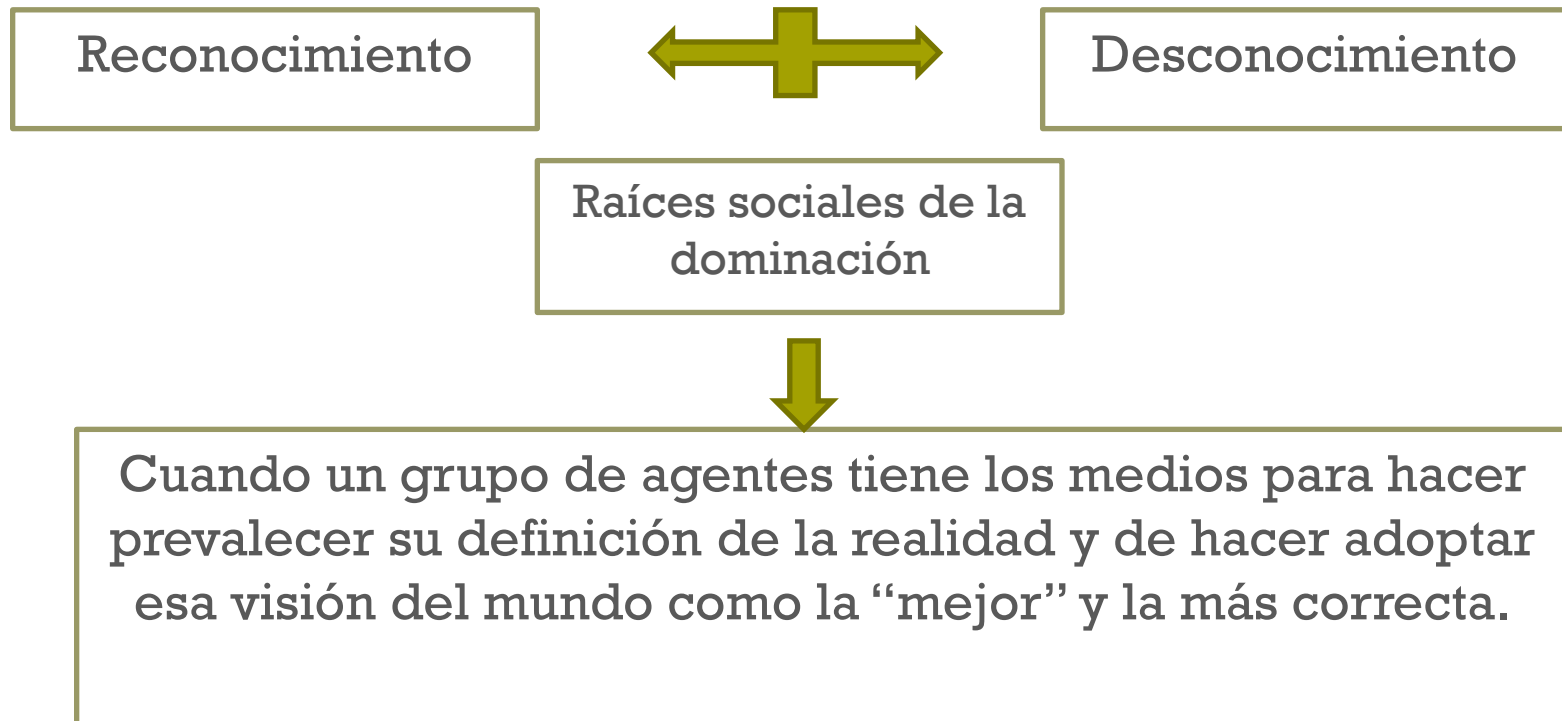 Reconocimiento
Desconocimiento
Raíces sociales de la
dominación
Cuando un grupo de agentes tiene los medios para hacer
prevalecer su definición de la realidad y de hacer adoptar
esa visión del mundo como la “mejor” y la más correcta.